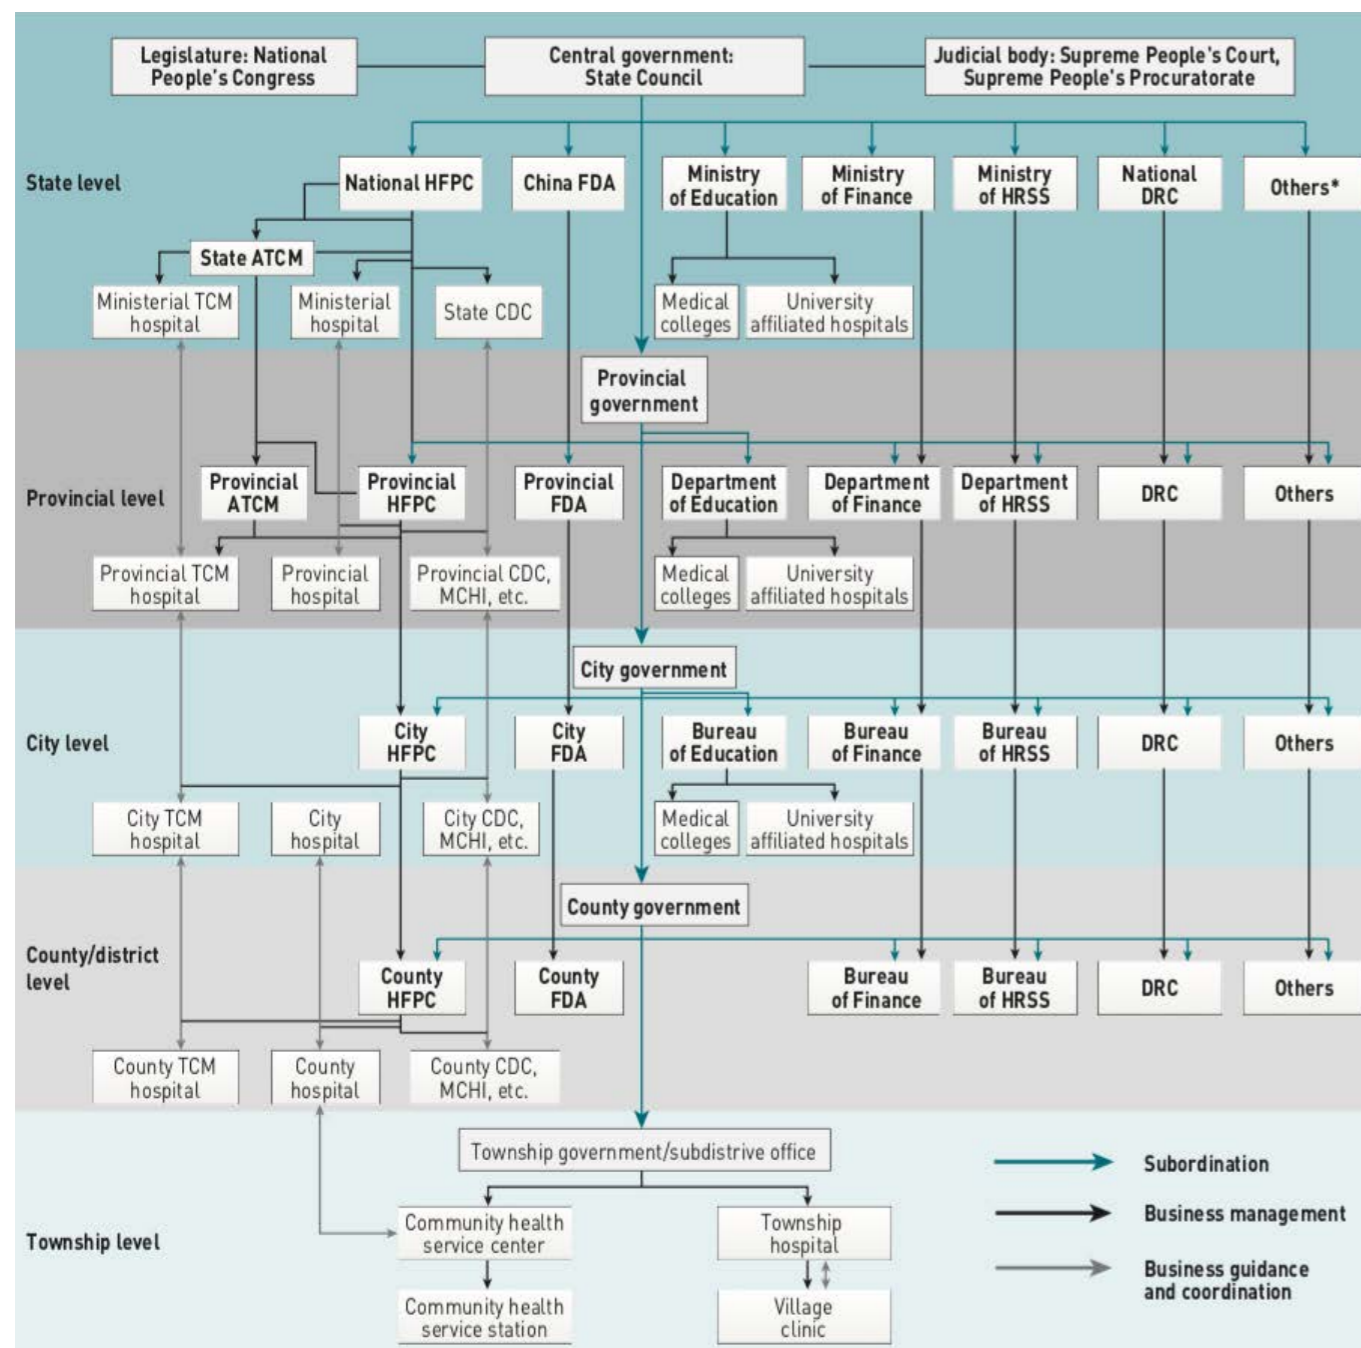 Legislature: National
People's Congress
Central government:
State Council
Judicial body: Supreme People's Court,
Supreme People's Procuratorate
State level
National HFPC
China FDA
Ministry
of Education
Ministry
of Finance
Ministry
of HRSS
National
DRC
Others*
State ATCM
Ministerial TCM
hospital
Ministerial
hospital
State CDC
Medical
colleges
University
affiliated hospitals
Provincial
government
Provincial level
Provincial
ATCM
Provincial
HFPC
Provincial
FDA
Department
of Education
Department
of Finance
Department
of HRSS
DRC
Others
Provincial TCM
hospital
Provincial
hospital
Provincial CDC,
MCHI, etc.
Medical
colleges
University
affiliated hospitals
City government
City level
City
HFPC
City
FDA
Bureau
of Education
Bureau
of Finance
Bureau
of HRSS
DRC
Others
City TCM
hospital
City
hospital
City CDC,
MCHI, etc.
Medical
colleges
University
affiliated hospitals
County government
County/district
level
County
HFPC
County
FDA
Bureau
of Finance
Bureau
of HRSS
DRC
Others
County TCM
hospital
County
hospital
County CDC,
MCHI, etc.
Township government/subdistrive office
Township level
Community health
service center
Township
hospital
Community health
service station
Village
clinic
Subordination
Business management
Business guidance
and coordination